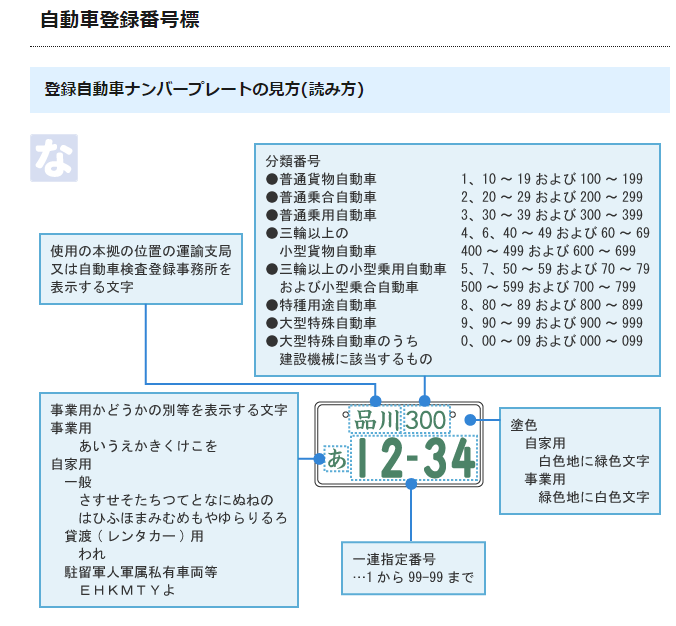 自動車登録番号標
登録自動車ナンバープレートの見方(読み方)
な
分類番号
●普通貨物自動車 1、10 ～ 19 および 100 ～ 199
●普通乗合自動車 2、20 ～ 29 および 200 ～ 299
●普通乗用自動車 3、30 ～ 39 および 300 ～ 399
●三輪以上の 4、6、40 ～ 49 および 60 ～ 69
小型貨物自動車 400 ～ 499 および 600 ～ 699
●三輪以上の小型乗用自動車 5、7、50 ～ 59 および 70 ～ 79
および小型乗合自動車 500 ～ 599 および 700 ～ 799
●特種用途自動車 8、80 ～ 89 および 800 ～ 899
●大型特殊自動車 9、90 ～ 99 および 900 ～ 999
●大型特殊自動車のうち 0、00 ～ 09 および 000 ～ 099
建設機械に該当するもの
使用の本拠の位置の運諭支局
又は自動車検査登録事務所を
表示する文字
事業用かどうかの別等を表示する文字
事業用
あいうえかきくけこを
自家用
一般
さすせそたちつてとなにぬねの
はひふほまみむめもやゆらりるろ
貸渡 ( レンタカー ) 用
われ
駐留軍人軍属私有車両等
ＥＨＫＭＴＹよ
品川 300
あ 12-34
塗色
自家用
白色地に緑色文字
事業用
緑色地に白色文字
一連指定番号
…1 から 99-99 まで